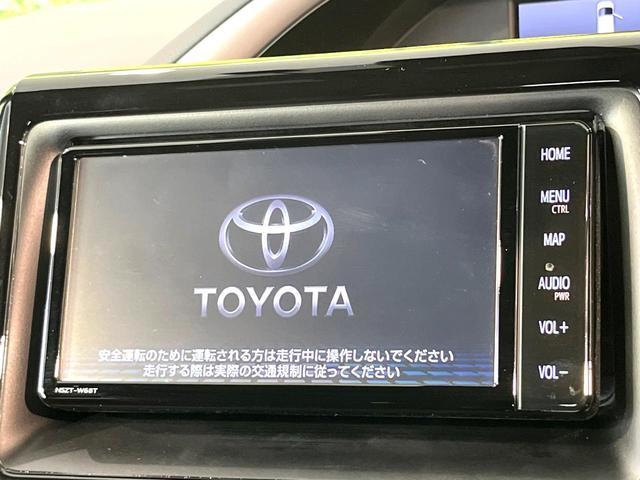 TOYOTA
安全運転のために運転される方は走行中に操作しないでください
走行する際は実際の交通規制に従ってください
NSZT-W68T
HOME
MENU
CTRL
MAP
AUDIO
PWR
VOL+
VOL-